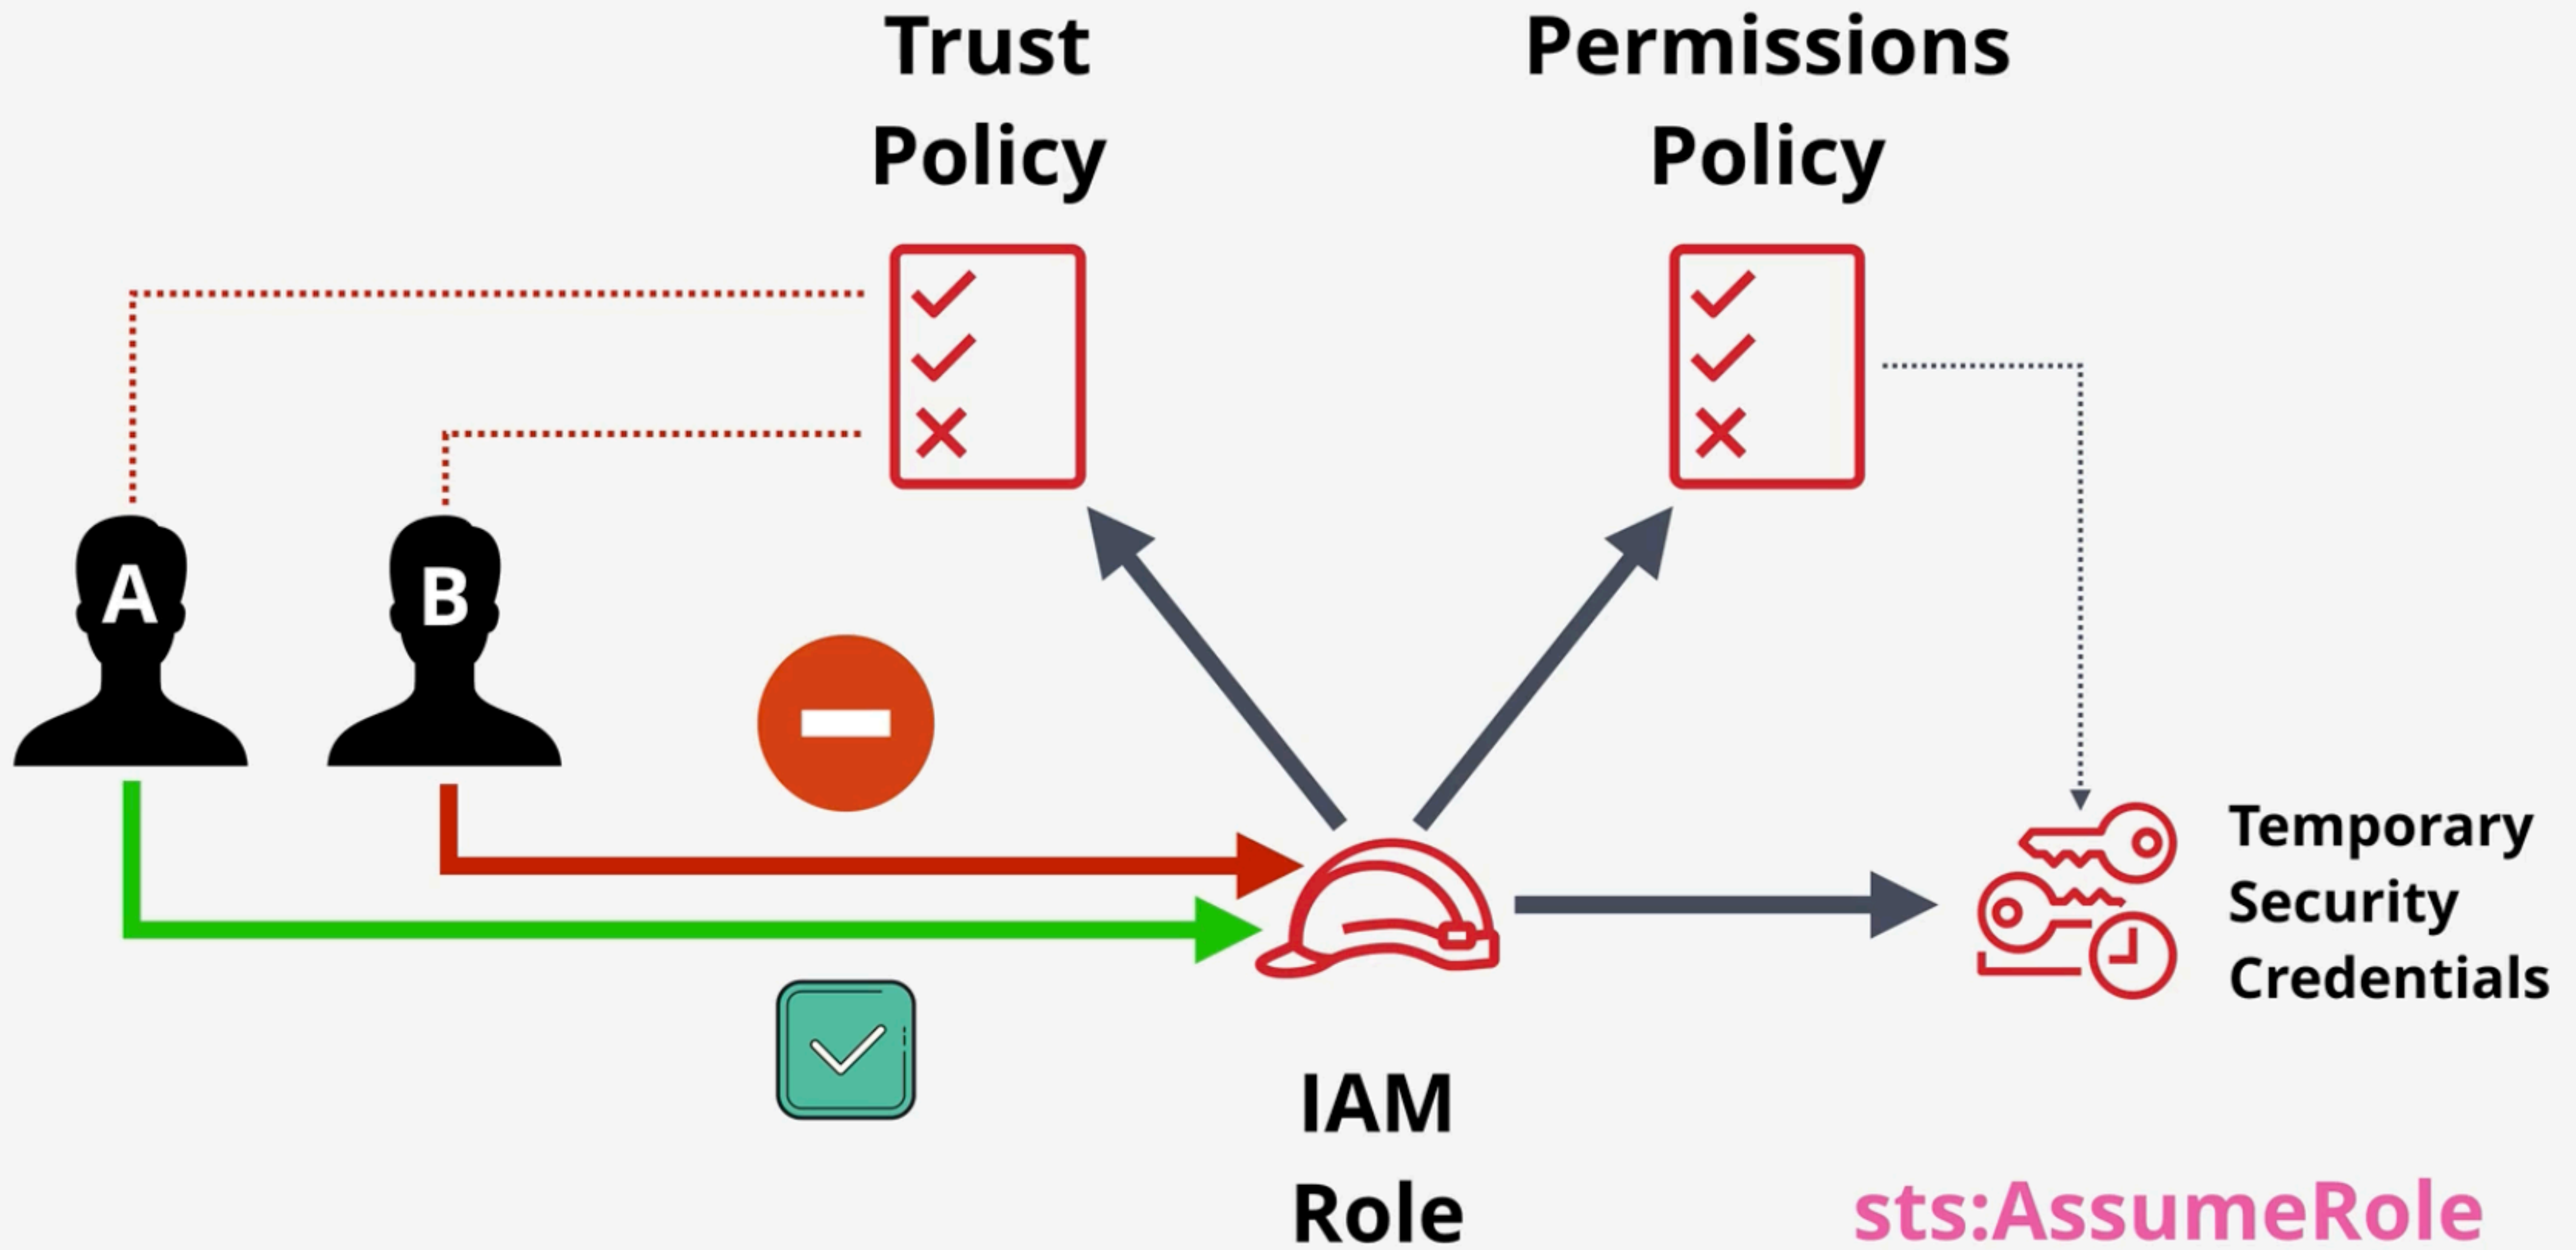 Trust
Policy
Permissions
Policy
A
B
Temporary
Security
Credentials
IAM
Role
sts:AssumeRole